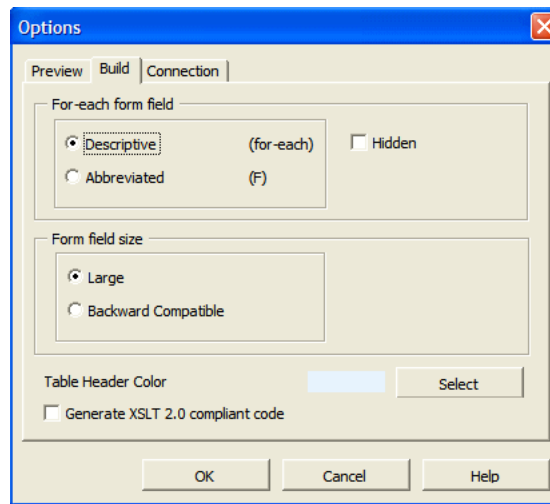 Options
Preview Build Connection
For-each form field
Descriptive (for-each) Hidden
Abbreviated (F)
Form field size
Large
Backward Compatible
Table Header Color Select
Generate XSLT 2.0 compliant code
OK Cancel Help